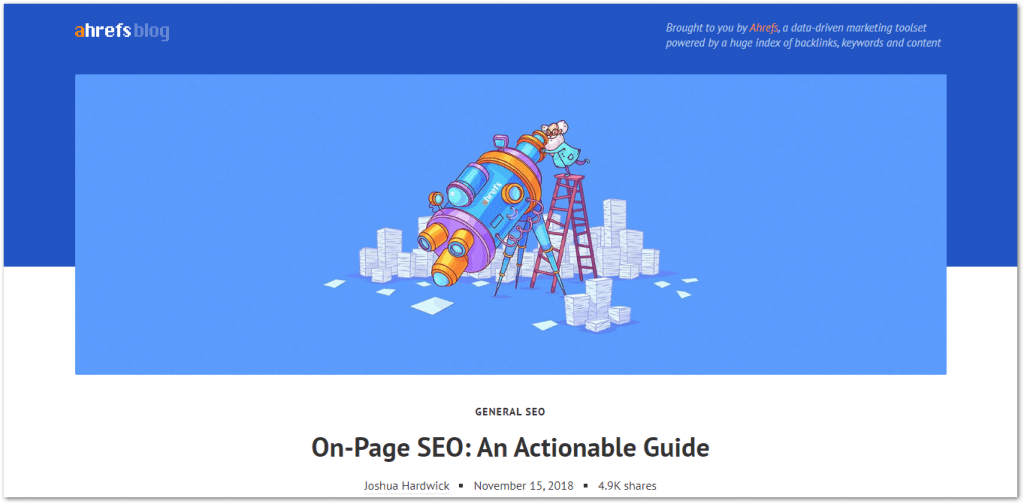 ahrefs blog
Brought to you by Ahrefs, a data-driven marketing toolset
powered by a huge index of backlinks, keywords and content
ahrefs
GENERAL SEO
On-Page SEO: An Actionable Guide
Joshua Hardwick ▪ November 15, 2018 ▪ 4.9K shares